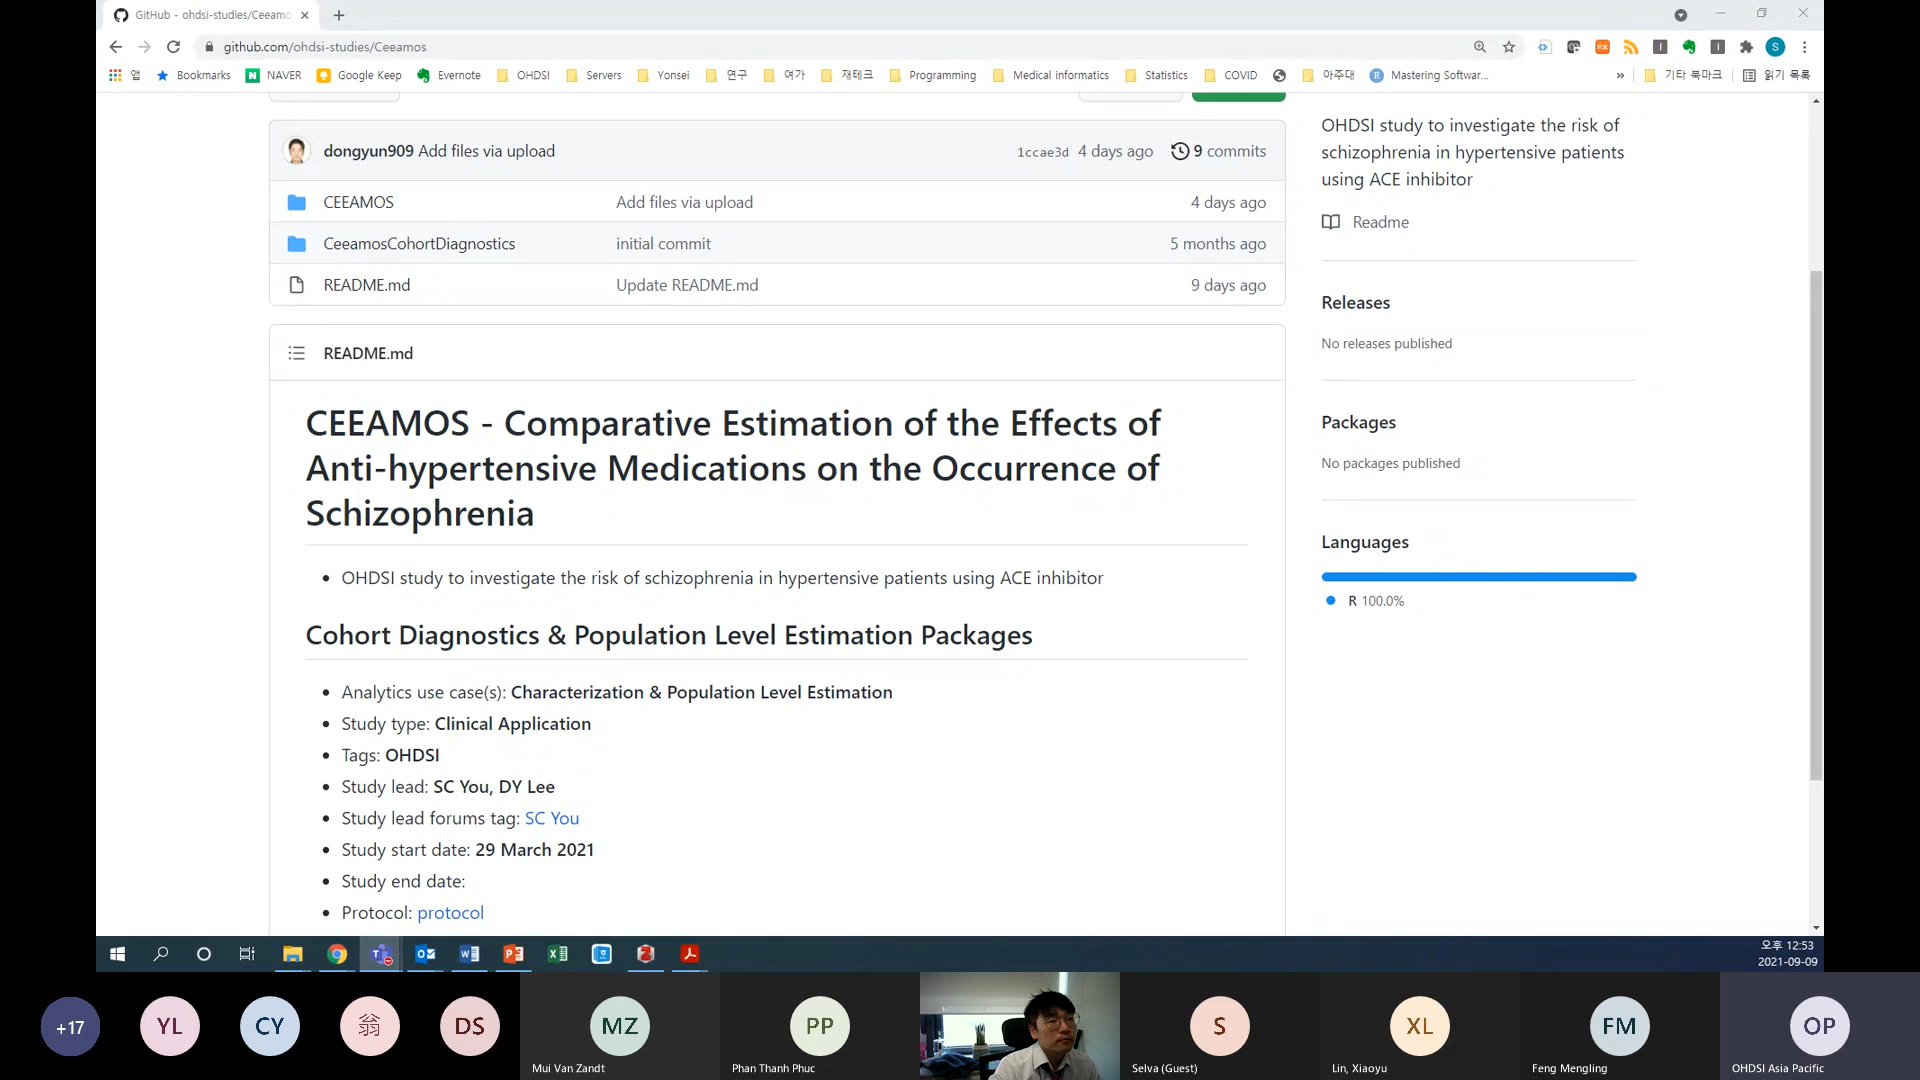 GitHub - ohdsi-studies/Ceeamo
github.com/ohdsi-studies/Ceeamos
앱 Bookmarks NAVER Google Keep Evernote OHDSI Servers Yonsei 연구 여가 재테크 Programming Medical informatics Statistics COVID 아주대 Mastering Softwar... » 기타 북마크 읽기 목록
dongyun909 Add files via upload 1ccae3d 4 days ago 9 commits
CEEAMOS Add files via upload 4 days ago
CeeamosCohortDiagnostics initial commit 5 months ago
README.md Update README.md 9 days ago
README.md
CEEAMOS - Comparative Estimation of the Effects of
Anti-hypertensive Medications on the Occurrence of
Schizophrenia
OHDSI study to investigate the risk of schizophrenia in hypertensive patients using ACE inhibitor
Cohort Diagnostics & Population Level Estimation Packages
Analytics use case(s): Characterization & Population Level Estimation
Study type: Clinical Application
Tags: OHDSI
Study lead: SC You, DY Lee
Study lead forums tag: SC You
Study start date: 29 March 2021
Study end date:
Protocol: protocol
OHDSI study to investigate the risk of
schizophrenia in hypertensive patients
using ACE inhibitor
Readme
Releases
No releases published
Packages
No packages published
Languages
R 100.0%
오후 12:53
2021-09-09
+17 YL CY 翁 DS MZ PP S XL FM OP
Mui Van Zandt Phan Thanh Phuc Selva (Guest) Lin, Xiaoyu Feng Mengling OHDSI Asia Pacific